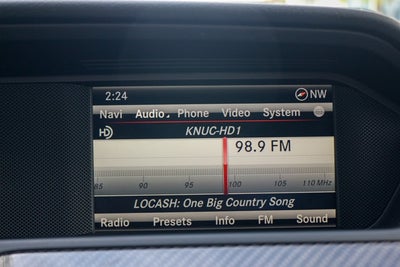 2:24 NW
Navi Audio Phone Video System
HD KNUC-HD1
98.9 FM
85 90 95 100 105 110 MHz
LOCASH: One Big Country Song
Radio Presets Info FM Sound